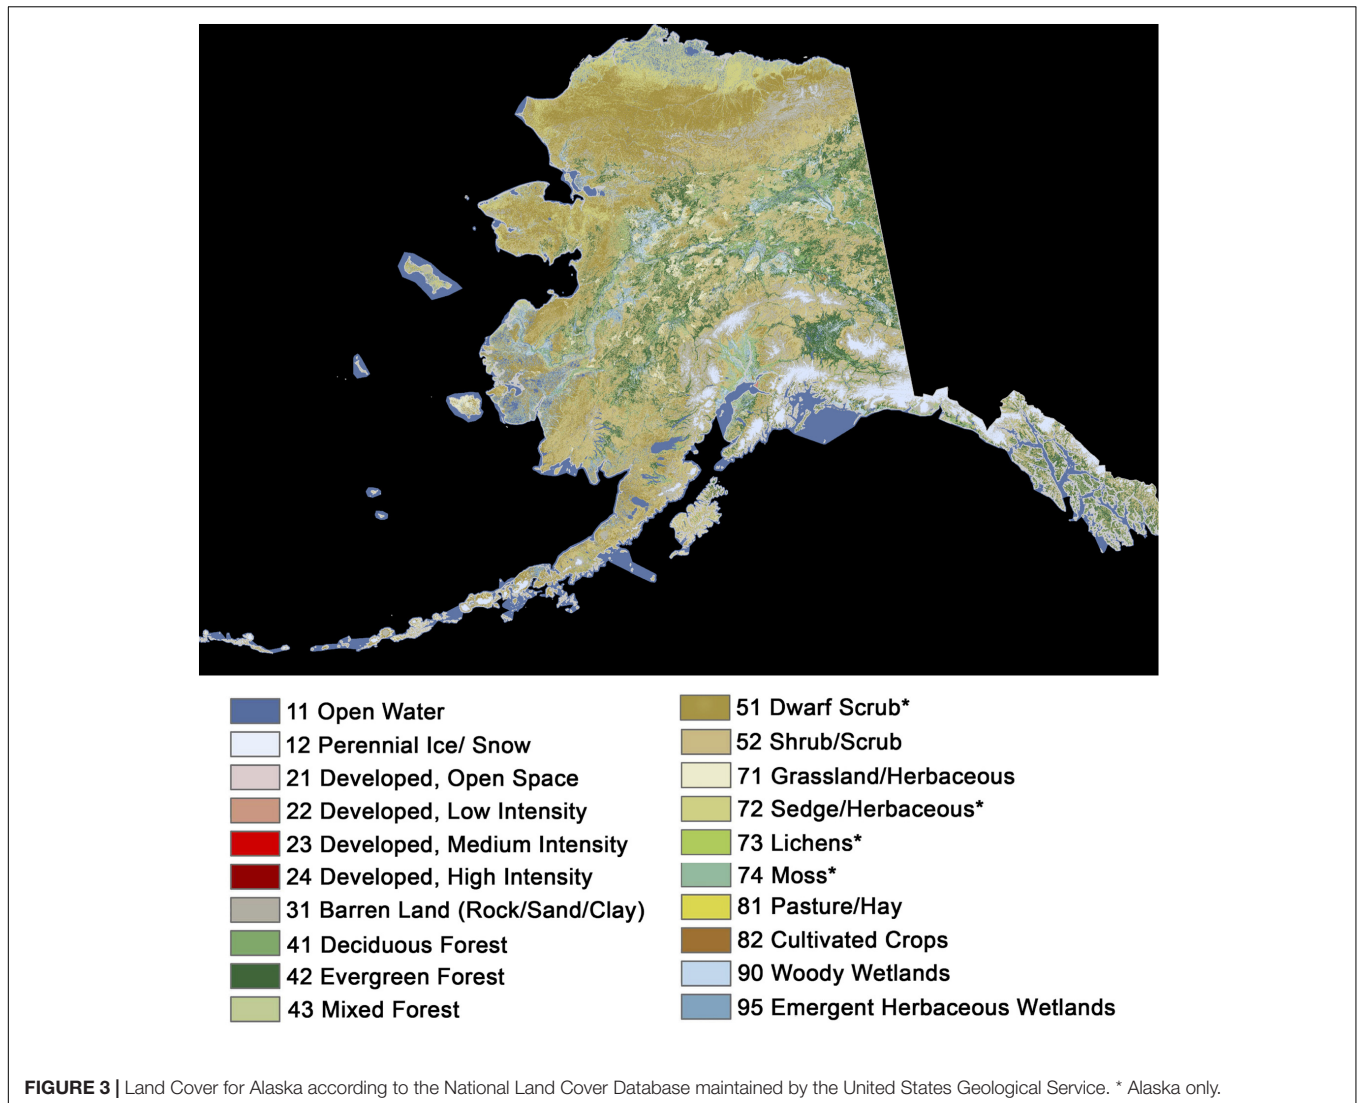 11 Open Water
12 Perennial Ice/ Snow
21 Developed, Open Space
22 Developed, Low Intensity
23 Developed, Medium Intensity
24 Developed, High Intensity
31 Barren Land (Rock/Sand/Clay)
41 Deciduous Forest
42 Evergreen Forest
43 Mixed Forest
51 Dwarf Scrub*
52 Shrub/Scrub
71 Grassland/Herbaceous
72 Sedge/Herbaceous*
73 Lichens*
74 Moss*
81 Pasture/Hay
82 Cultivated Crops
90 Woody Wetlands
95 Emergent Herbaceous Wetlands
FIGURE 3 | Land Cover for Alaska according to the National Land Cover Database maintained by the United States Geological Service. * Alaska only.